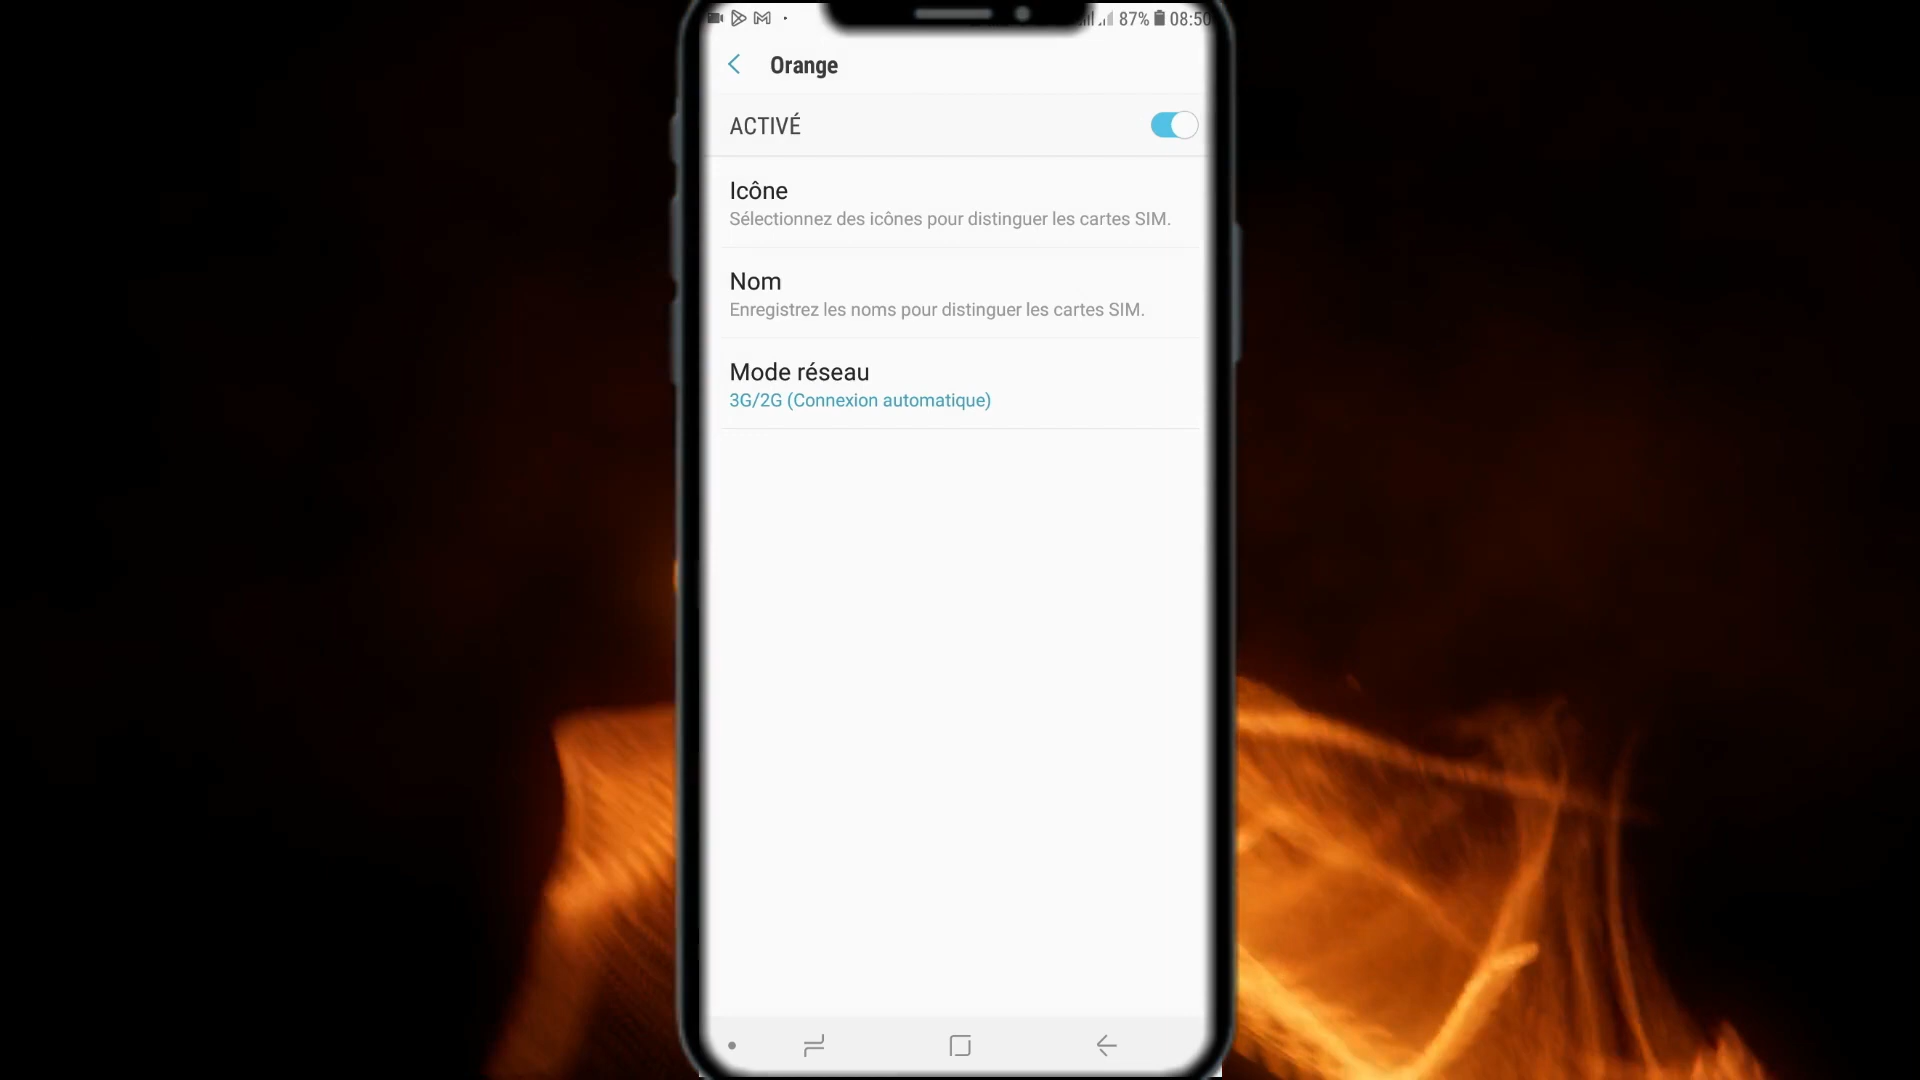 87% 08:50
Orange
ACTIVÉ
Icône
Sélectionnez des icônes pour distinguer les cartes SIM.
Nom
Enregistrez les noms pour distinguer les cartes SIM.
Mode réseau
3G/2G (Connexion automatique)